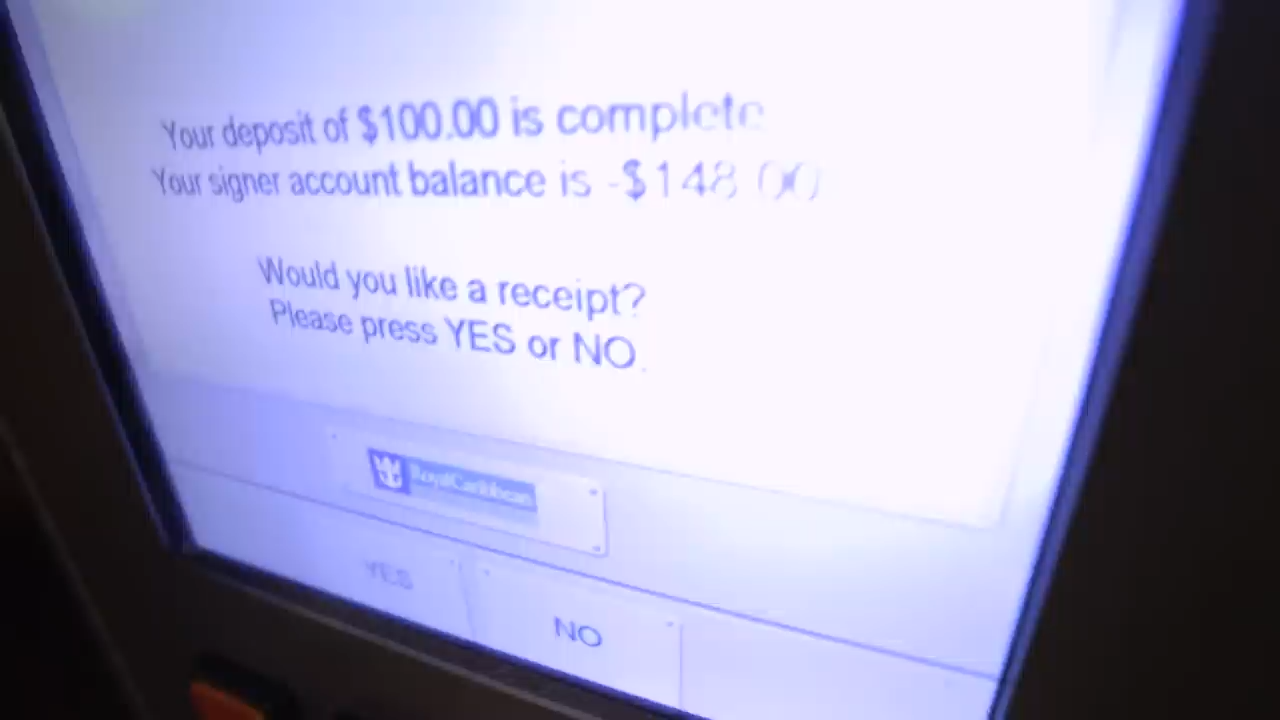 Your deposit of $100.00 is complete
Your signer account balance is -$148.00
Would you like a receipt?
Please press YES or NO.
RoyalCaribbean
YES
NO